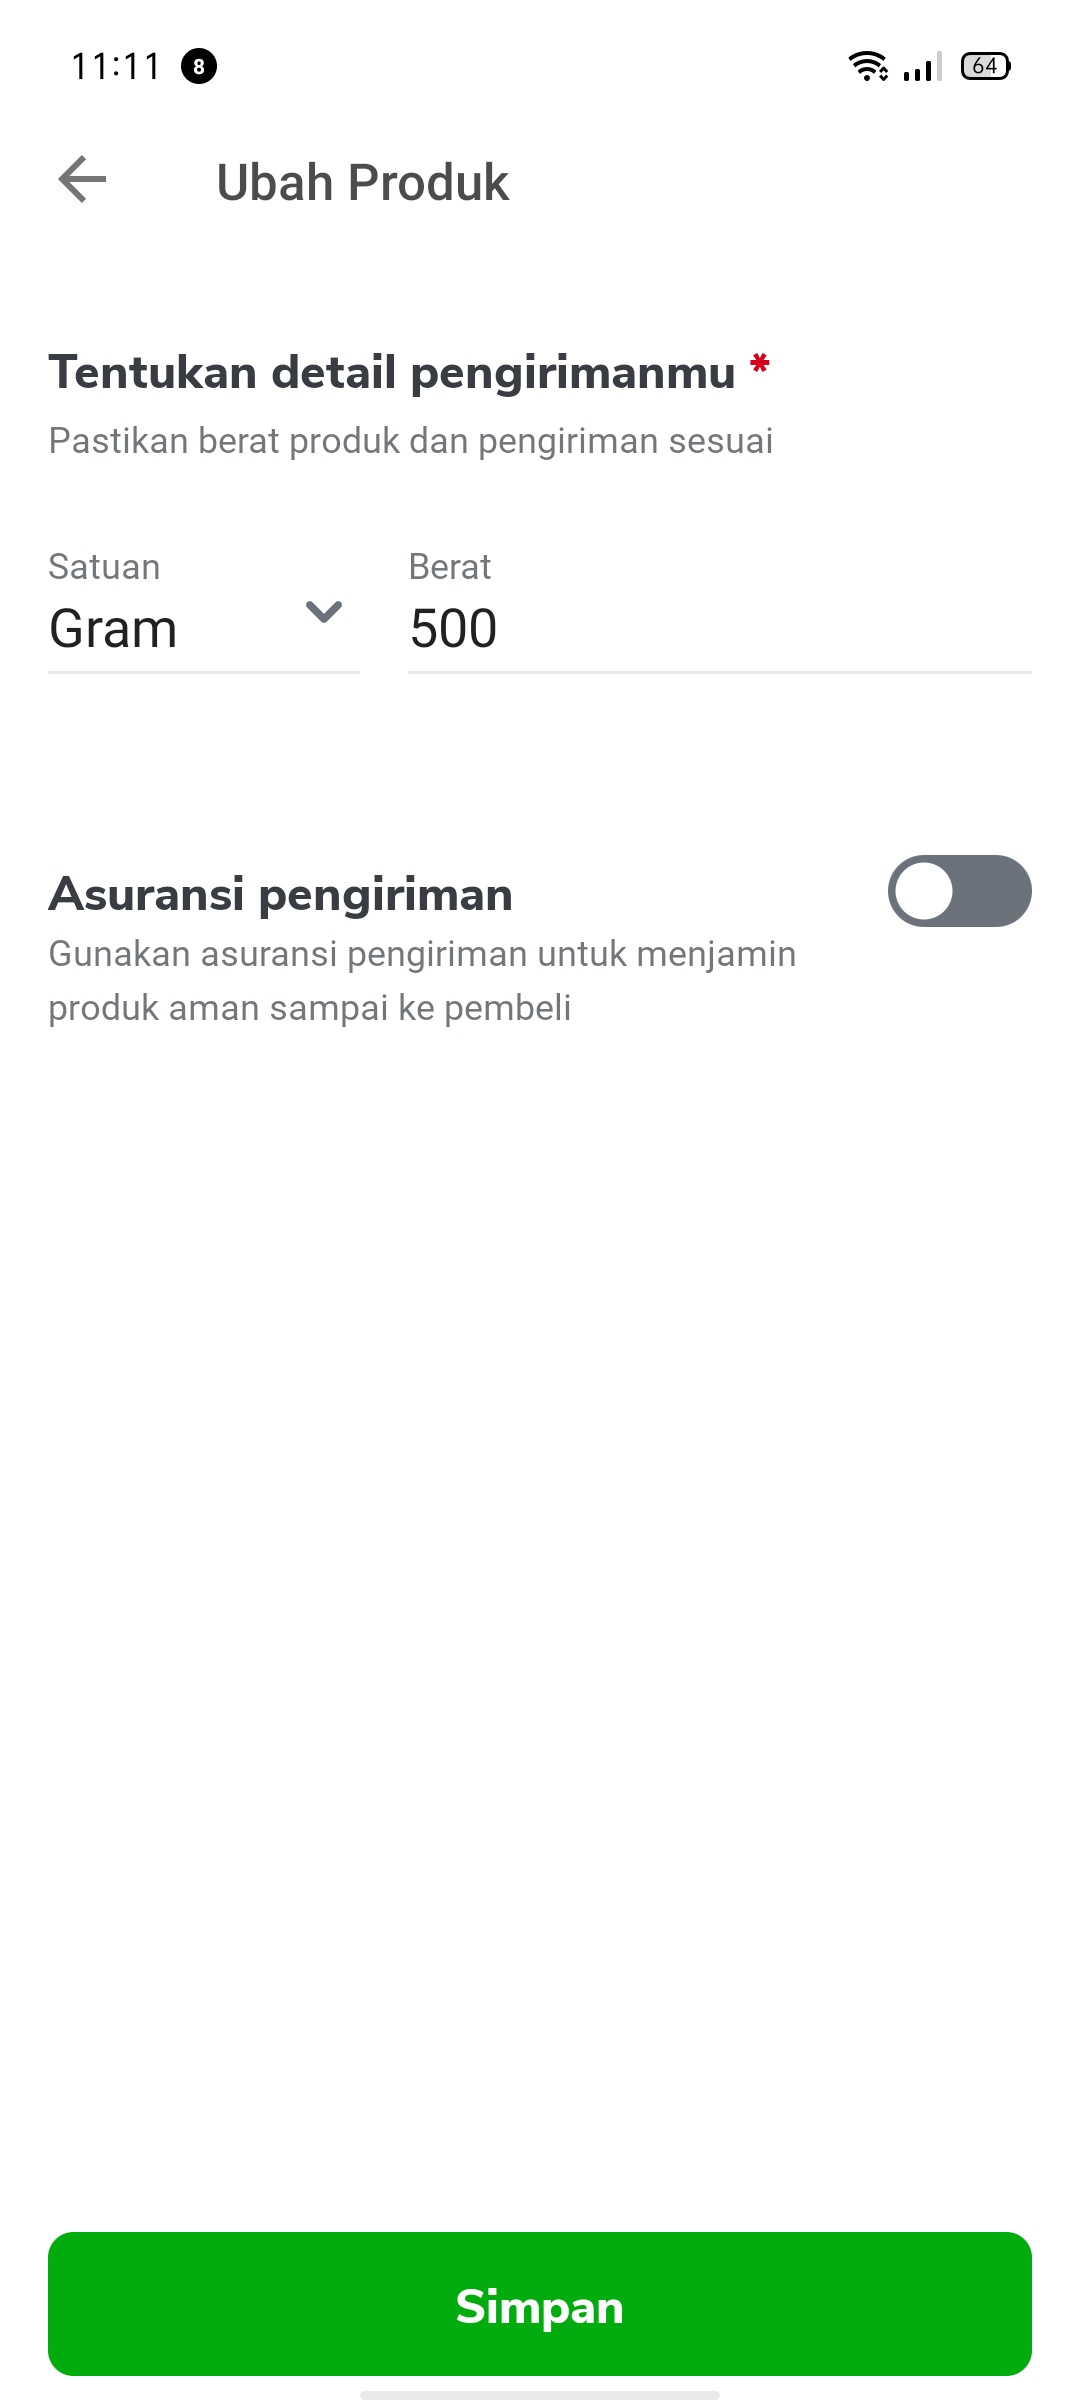 11:11 8 64
Ubah Produk
Tentukan detail pengirimanmu *
Pastikan berat produk dan pengiriman sesuai
Satuan Berat
Gram 500
Asuransi pengiriman
Gunakan asuransi pengiriman untuk menjamin
produk aman sampai ke pembeli
Simpan